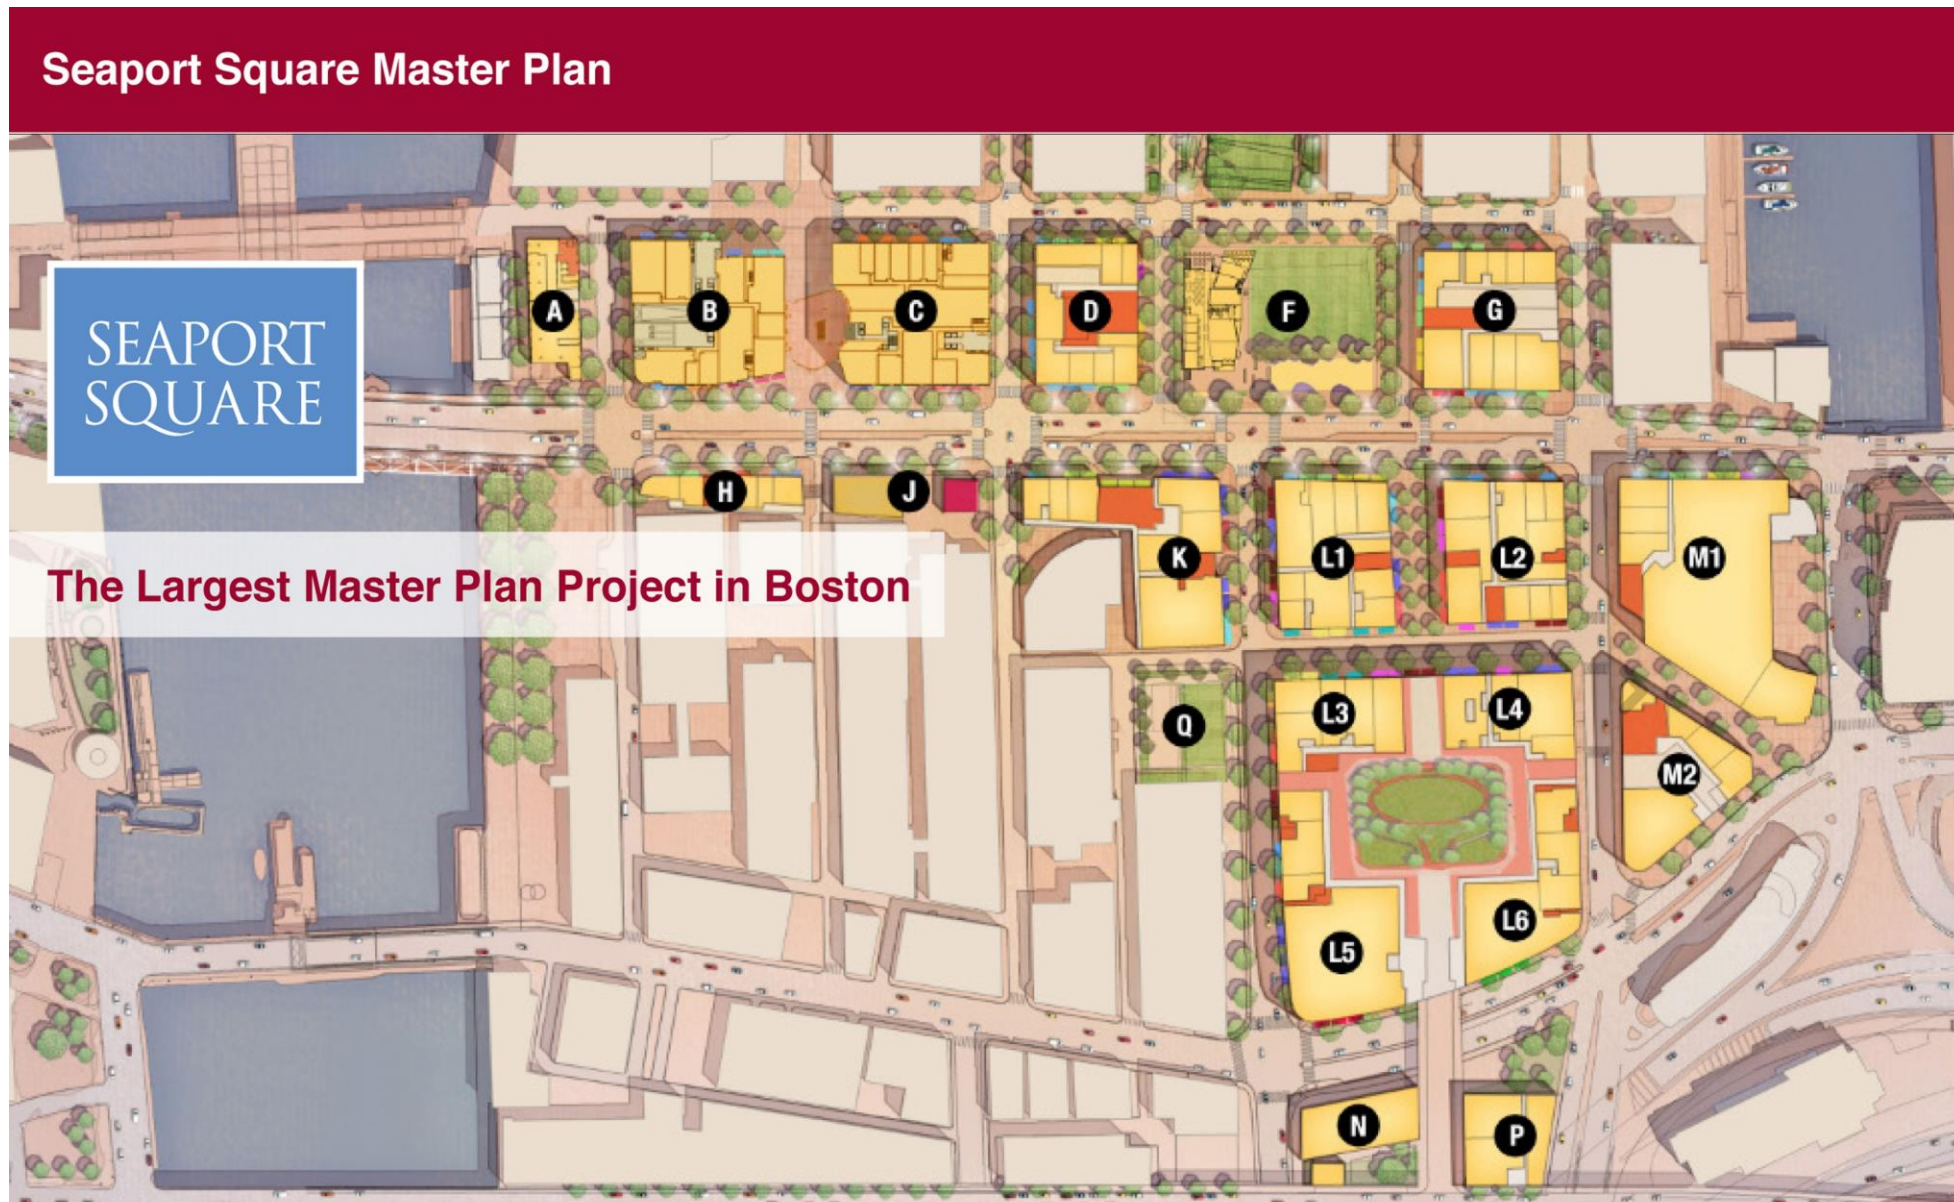 Seaport Square Master Plan
A
B
C
D
F
G
SEAPORT
SQUARE
H
J
K
L1
L2
M1
The Largest Master Plan Project in Boston
L3
L4
Q
M2
L5
L6
N
P